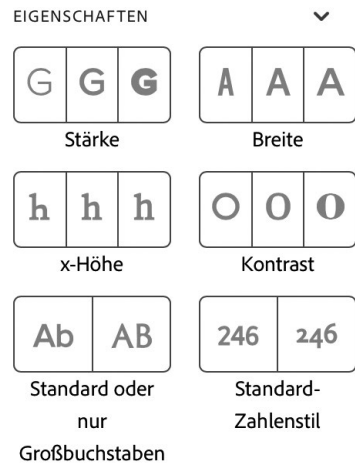 EIGENSCHAFTEN
G G G A A A
Stärke Breite
h h h O O O
x-Höhe Kontrast
Ab AB 246 246
Standard oder Standard-
nur Zahlenstil
Großbuchstaben